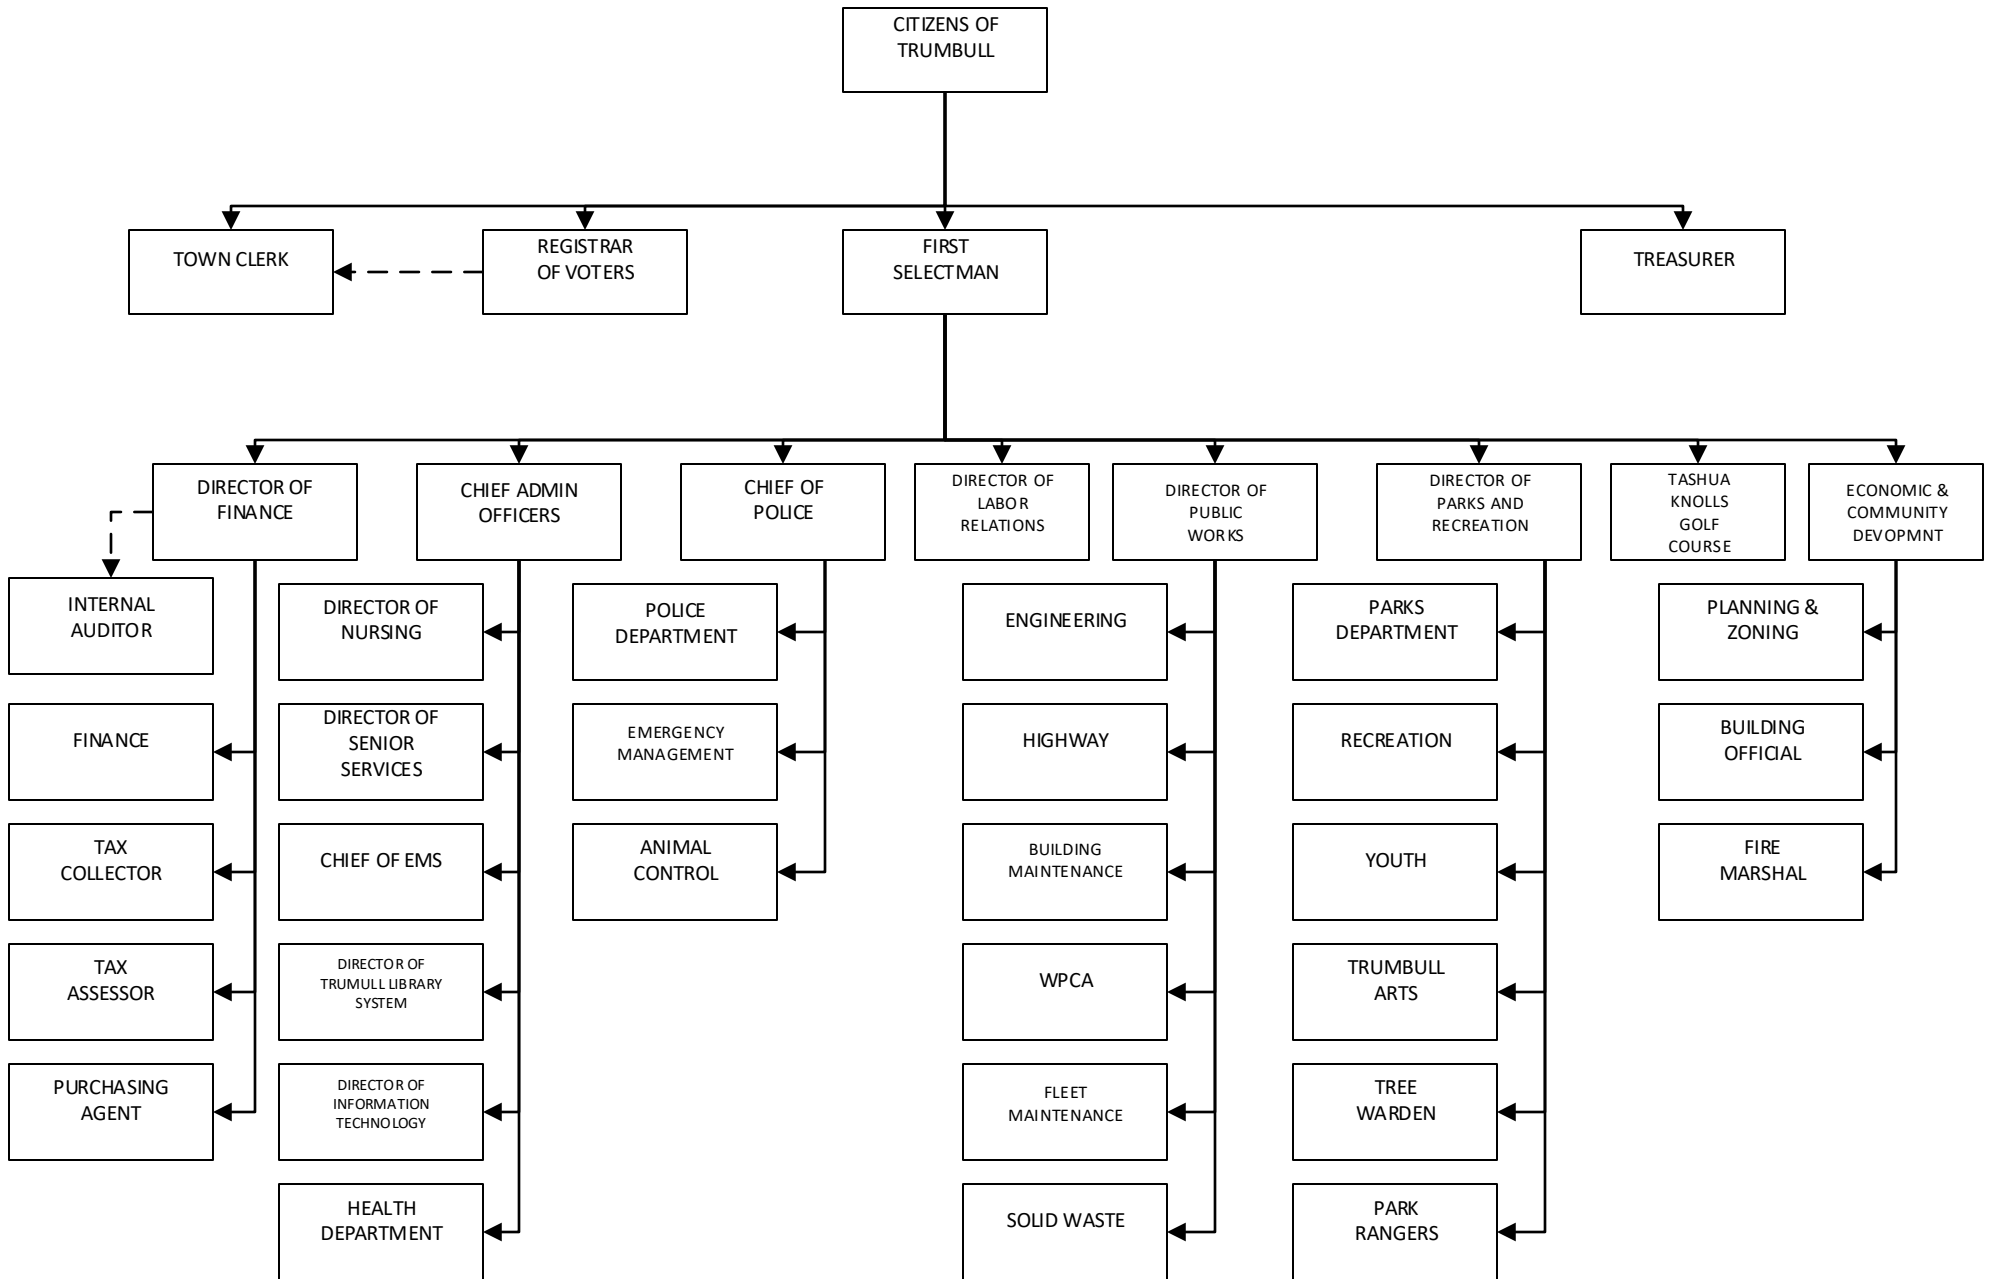 CITIZENS OF
TRUMBULL
TOWN CLERK
REGISTRAR
OF VOTERS
FIRST
SELECTMAN
TREASURER
DIRECTOR OF
FINANCE
CHIEF ADMIN
OFFICERS
CHIEF OF
POLICE
DIRECTOR OF
LABOR
RELATIONS
DIRECTOR OF
PUBLIC
WORKS
DIRECTOR OF
PARKS AND
RECREATION
TASHUA
KNOLLS
GOLF
COURSE
ECONOMIC &
COMMUNITY
DEVOPMNT
INTERNAL
AUDITOR
DIRECTOR OF
NURSING
POLICE
DEPARTMENT
ENGINEERING
PARKS
DEPARTMENT
PLANNING &
ZONING
FINANCE
DIRECTOR OF
SENIOR
SERVICES
EMERGENCY
MANAGEMENT
HIGHWAY
RECREATION
BUILDING
OFFICIAL
TAX
COLLECTOR
CHIEF OF EMS
ANIMAL
CONTROL
BUILDING
MAINTENANCE
YOUTH
FIRE
MARSHAL
TAX
ASSESSOR
DIRECTOR OF
TRUMULL LIBRARY
SYSTEM
WPCA
TRUMBULL
ARTS
PURCHASING
AGENT
DIRECTOR OF
INFORMATION
TECHNOLOGY
FLEET
MAINTENANCE
TREE
WARDEN
HEALTH
DEPARTMENT
SOLID WASTE
PARK
RANGERS